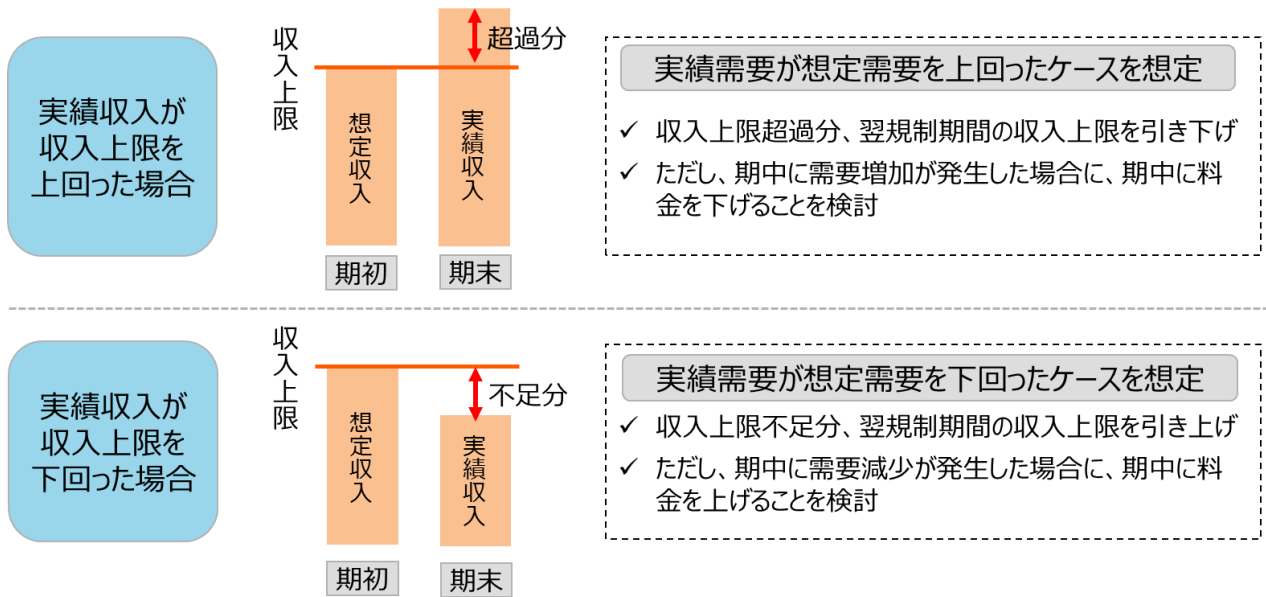 実績収入が
収入上限を
上回った場合
収入上限
超過分
想定収入
実績収入
期初
期末
実績需要が想定需要を上回ったケースを想定
✓ 収入上限超過分、翌規制期間の収入上限を引き下げ
✓ ただし、期中に需要増加が発生した場合に、期中に料
金を下げることを検討
実績収入が
収入上限を
下回った場合
収入上限
不足分
想定収入
実績収入
期初
期末
実績需要が想定需要を下回ったケースを想定
✓ 収入上限不足分、翌規制期間の収入上限を引き上げ
✓ ただし、期中に需要減少が発生した場合に、期中に料
金を上げることを検討